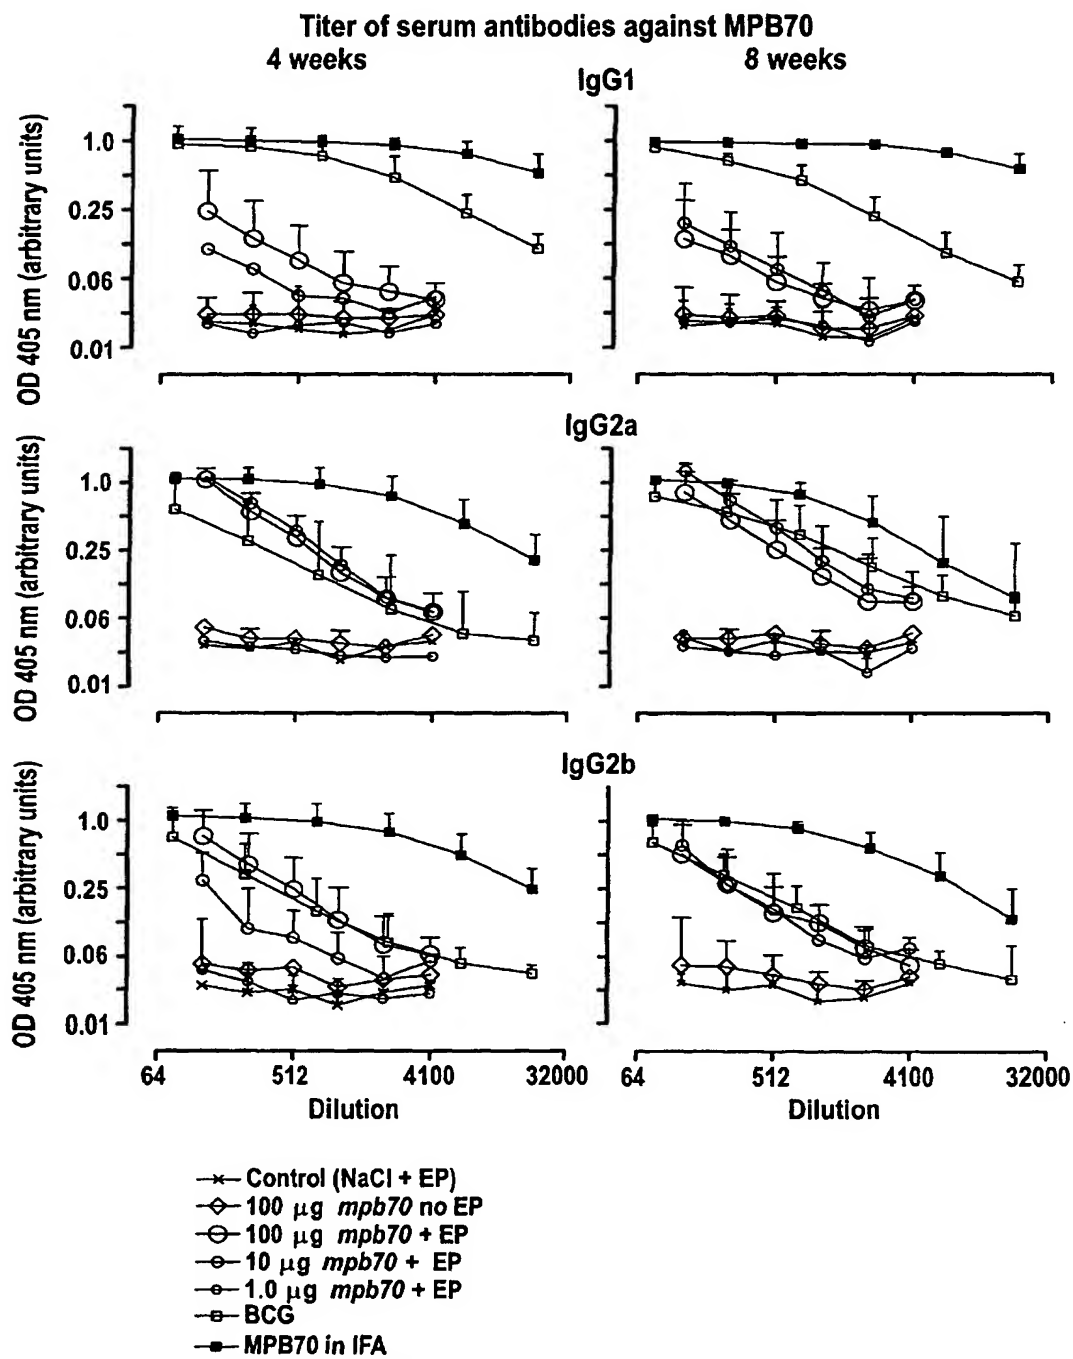 Titer of serum antibodies against MPB70
4 weeks 8 weeks
IgG1
OD 405 nm (arbitrary units)
1.0
0.25
0.06
0.01
IgG2a
OD 405 nm (arbitrary units)
1.0
0.25
0.06
0.01
IgG2b
OD 405 nm (arbitrary units)
1.0
0.25
0.06
0.01
64 512 4100 32000 64 512 4100 32000
Dilution Dilution
Control (NaCl + EP)
100 µg mpb70 no EP
100 µg mpb70 + EP
10 µg mpb70 + EP
1.0 µg mpb70 + EP
BCG
MPB70 in IFA